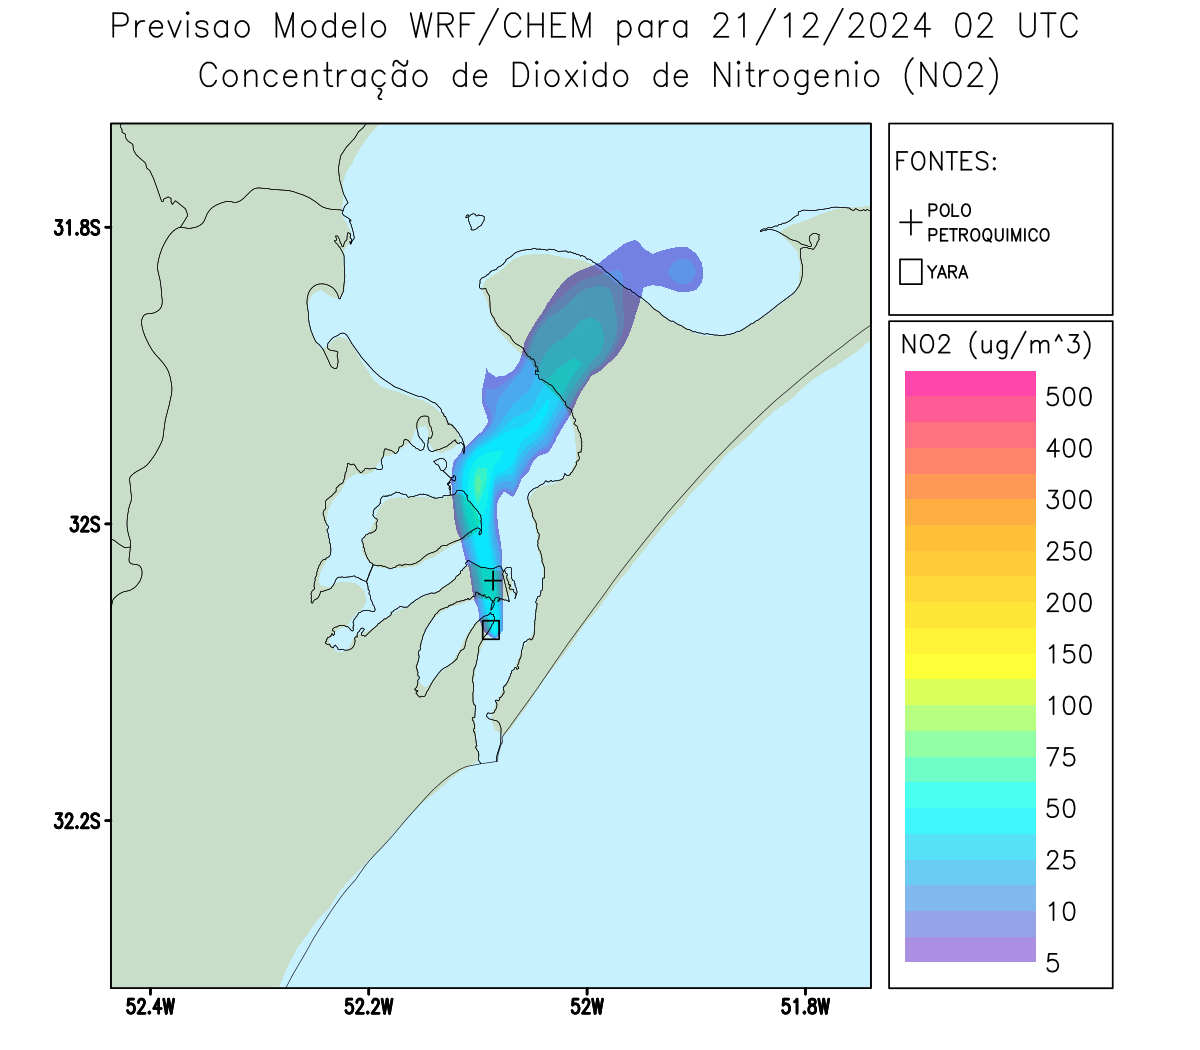 Previsao Modelo WRF/CHEM para 21/12/2024 02 UTC
Concentração de Dioxido de Nitrogenio (NO2)
FONTES:
POLO
PETROQUIMICO
YARA
31.8S
32S
32.2S
52.4W
52.2W
52W
51.8W
NO2 (ug/m^3)
500
400
300
250
200
150
100
75
50
25
10
5